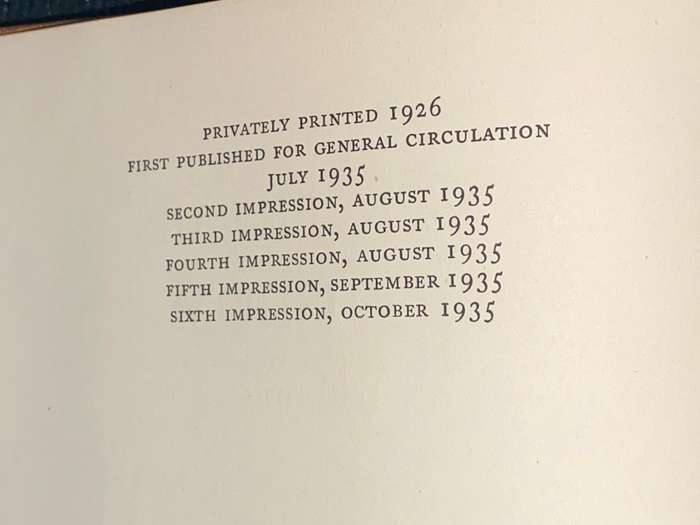 PRIVATELY PRINTED 1926
FIRST PUBLISHED FOR GENERAL CIRCULATION
JULY 1935
SECOND IMPRESSION, AUGUST 1935
THIRD IMPRESSION, AUGUST 1935
FOURTH IMPRESSION, AUGUST 1935
FIFTH IMPRESSION, SEPTEMBER 1935
SIXTH IMPRESSION, OCTOBER 1935